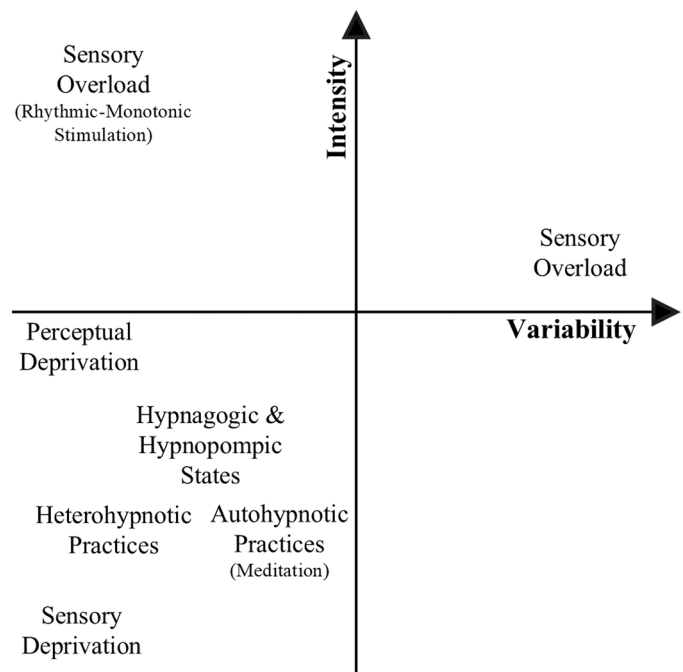 Sensory
Overload
(Rhythmic-Monotonic
Stimulation)
Intensity
Sensory
Overload
Variability
Perceptual
Deprivation
Hypnagogic &
Hypnopompic
States
Heterohypnotic
Practices
Autohypnotic
Practices
(Meditation)
Sensory
Deprivation